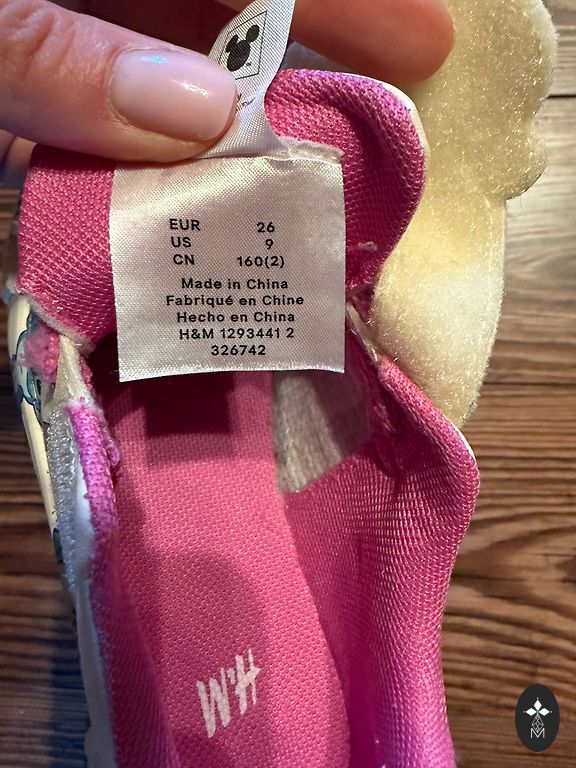 EUR 26
US 9
CN 160(2)
Made in China
Fabriqué en Chine
Hecho en China
H&M 1293441 2
326742
H&M
M